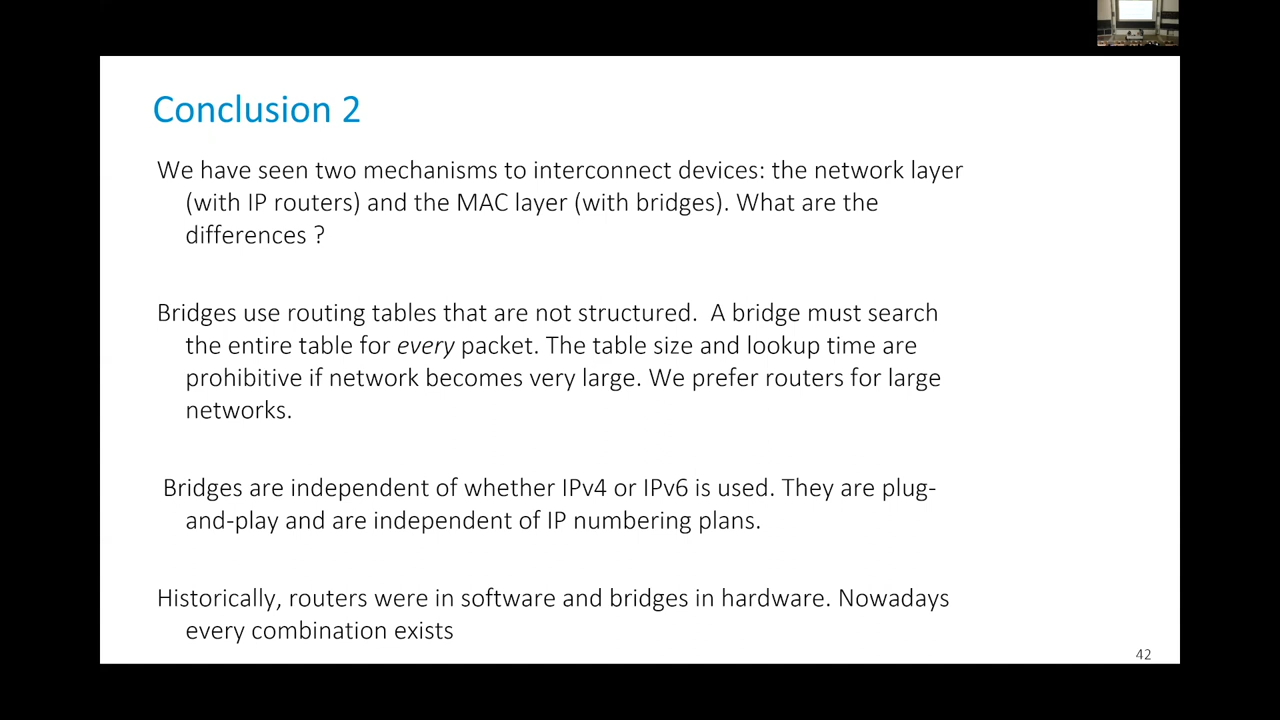 Conclusion 2
We have seen two mechanisms to interconnect devices: the network layer
(with IP routers) and the MAC layer (with bridges). What are the
differences ?
Bridges use routing tables that are not structured.  A bridge must search
the entire table for every packet. The table size and lookup time are
prohibitive if network becomes very large. We prefer routers for large
networks.
Bridges are independent of whether IPv4 or IPv6 is used. They are plug-
and-play and are independent of IP numbering plans.
Historically, routers were in software and bridges in hardware. Nowadays
every combination exists
42